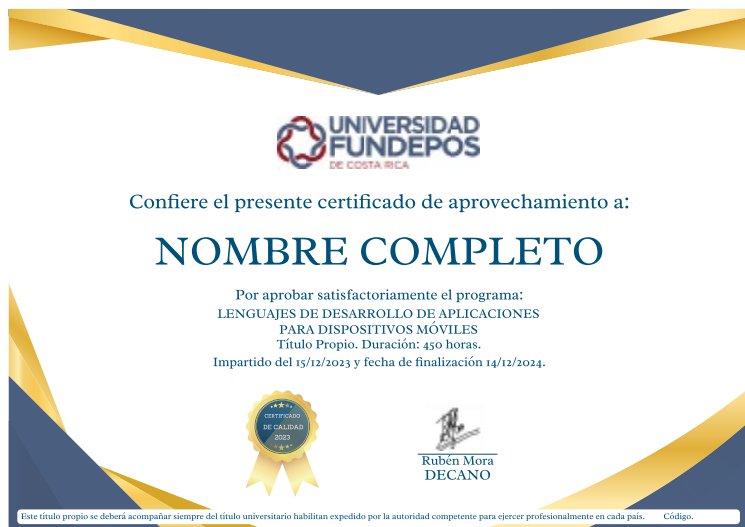 UNIVERSIDAD
FUNDEPOS
DE COSTA RICA
Confiere el presente certificado de aprovechamiento a:
NOMBRE COMPLETO
Por aprobar satisfactoriamente el programa:
LENGUAJES DE DESARROLLO DE APLICACIONES
PARA DISPOSITIVOS MÓVILES
Título Propio. Duración: 450 horas.
Impartido del 15/12/2023 y fecha de finalización 14/12/2024.
CERTIFICADO
DE CALIDAD
2023
Rubén Mora
DECANO
Este título propio se deberá acompañar siempre del título universitario habilitan expedido por la autoridad competente para ejercer profesionalmente en cada país. Código.